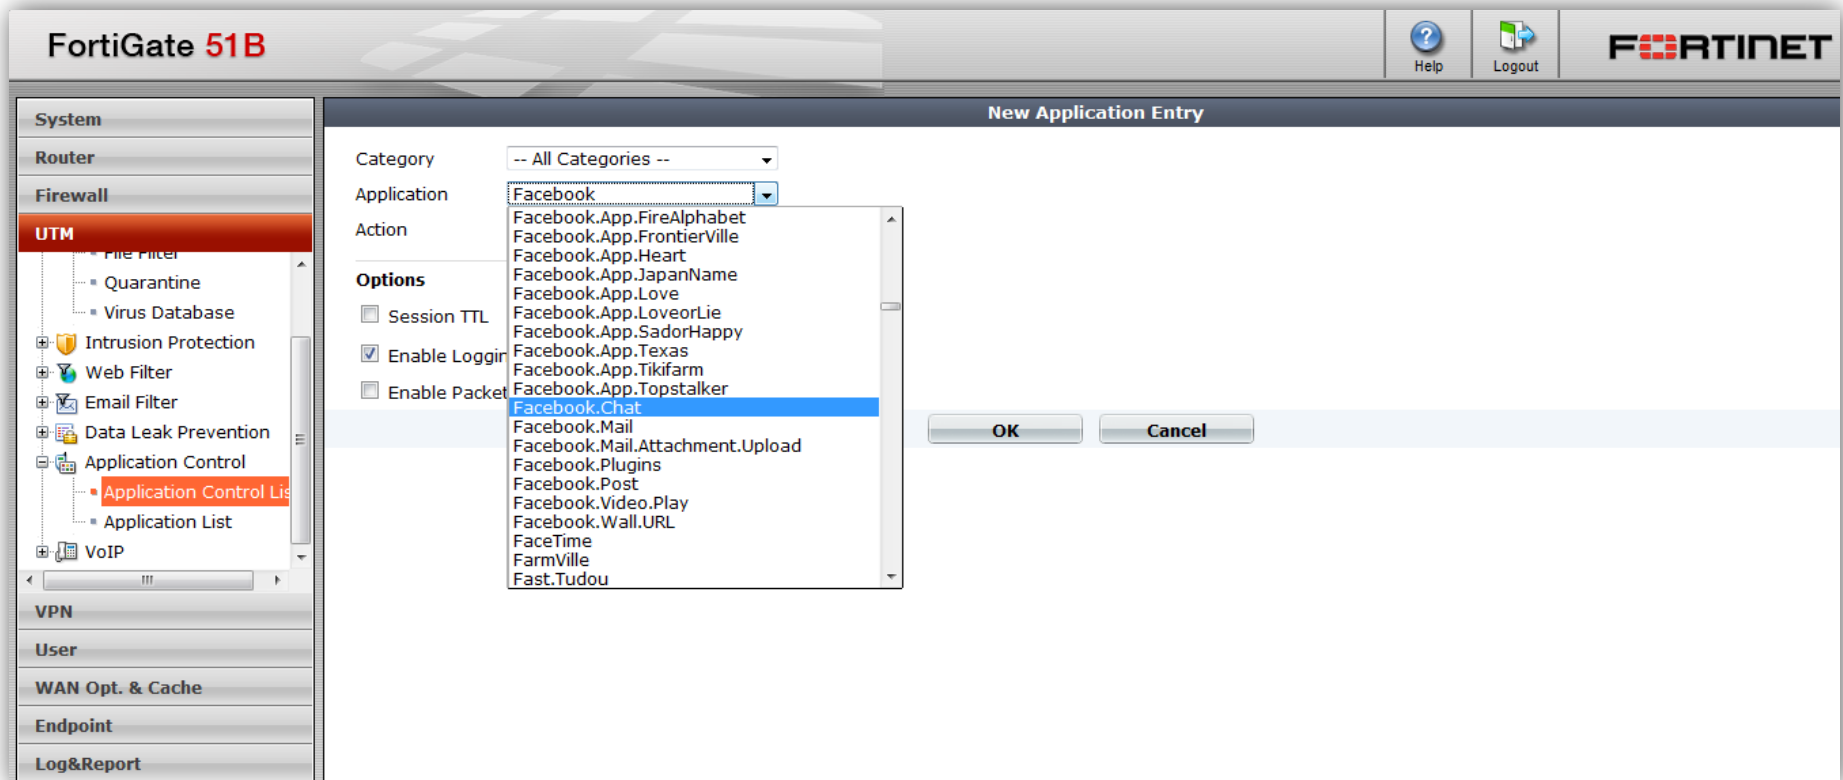 FortiGate 51B
Help
Logout
FORTINET
System
Router
Firewall
UTM
File Filter
Quarantine
Virus Database
Intrusion Protection
Web Filter
Email Filter
Data Leak Prevention
Application Control
Application Control Lis
Application List
VoIP
VPN
User
WAN Opt. & Cache
Endpoint
Log&Report
New Application Entry
Category
-- All Categories --
Application
Facebook
Action
Options
Session TTL
Enable Loggin
Enable Packet
Facebook.App.FireAlphabet
Facebook.App.FrontierVille
Facebook.App.Heart
Facebook.App.JapanName
Facebook.App.Love
Facebook.App.LoveorLie
Facebook.App.SadorHappy
Facebook.App.Texas
Facebook.App.Tikifarm
Facebook.App.Topstalker
Facebook.Chat
Facebook.Mail
Facebook.Mail.Attachment.Upload
Facebook.Plugins
Facebook.Post
Facebook.Video.Play
Facebook.Wall.URL
FaceTime
FarmVille
Fast.Tudou
OK
Cancel